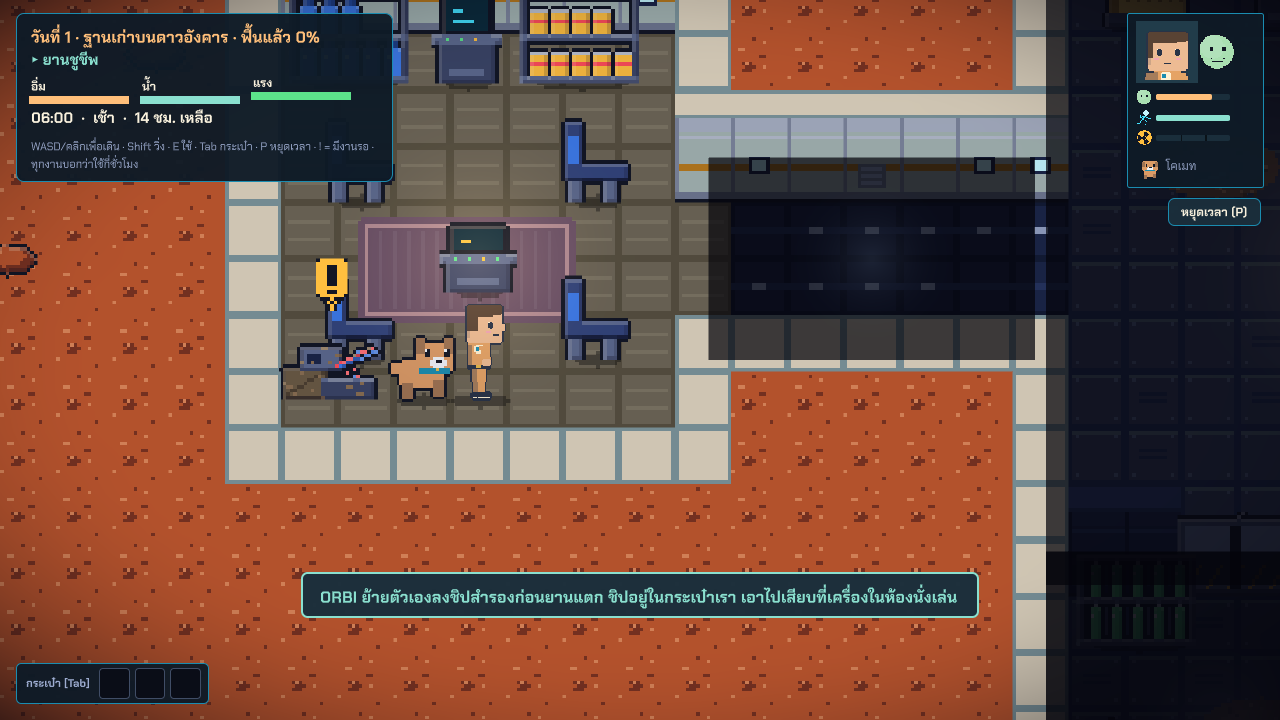 วันที่ 1 · ฐานเก่าบนดาวอังคาร · ฟื้นแล้ว 0%
‣ ยานชูชีพ
อิ่ม น้ำ แรง
06:00 · เช้า · 14 ชม. เหลือ
WASD/คลิกเพื่อเดิน · Shift วิ่ง · E ใช้ · Tab กระเป๋า · P หยุดเวลา · ! = มีงานรอ ·
ทุกงานบอกว่าใช้กี่ชั่วโมง
โคเมท
หยุดเวลา (P)
ORBI ย้ายตัวเองลงชิปสำรองก่อนยานแตก ชิปอยู่ในกระเป๋าเรา เอาไปเสียบที่เครื่องในห้องนั่งเล่น
กระเป๋า [Tab]